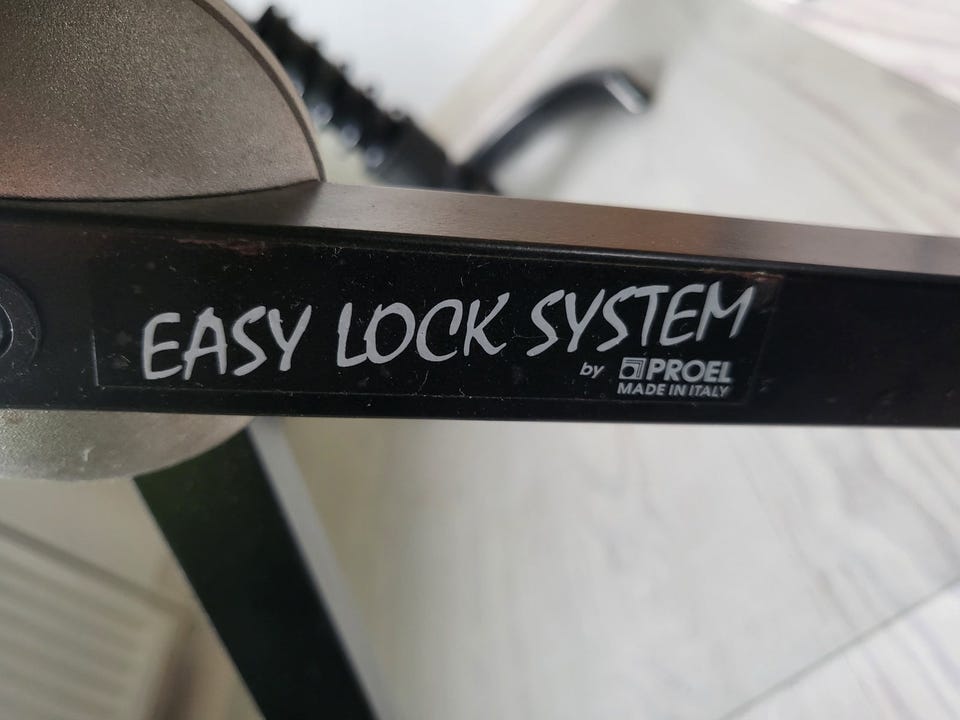 EASY LOCK SYSTEM
by PROEL
MADE IN ITALY